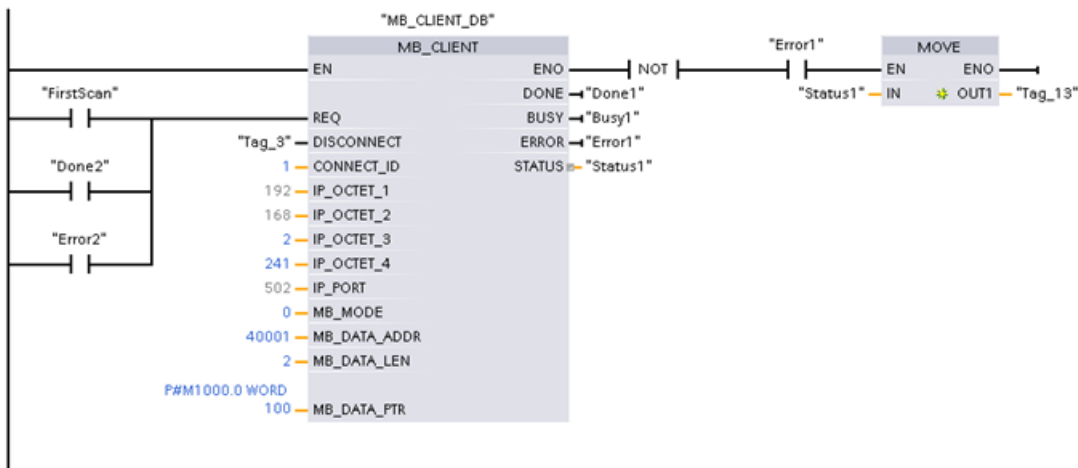 "MB_CLIENT_DB"
MB_CLIENT
"Error1"
MOVE
EN
ENO
NOT
EN
ENO
"FirstScan"
DONE
"Done1"
"Status1"
IN
OUT1
"Tag_13"
REQ
BUSY
"Busy1"
"Tag_3"
DISCONNECT
ERROR
"Error1"
"Done2"
1
CONNECT_ID
STATUS
"Status1"
192
IP_OCTET_1
168
IP_OCTET_2
"Error2"
2
IP_OCTET_3
241
IP_OCTET_4
502
IP_PORT
0
MB_MODE
40001
MB_DATA_ADDR
2
MB_DATA_LEN
P#M1000.0 WORD
100
MB_DATA_PTR